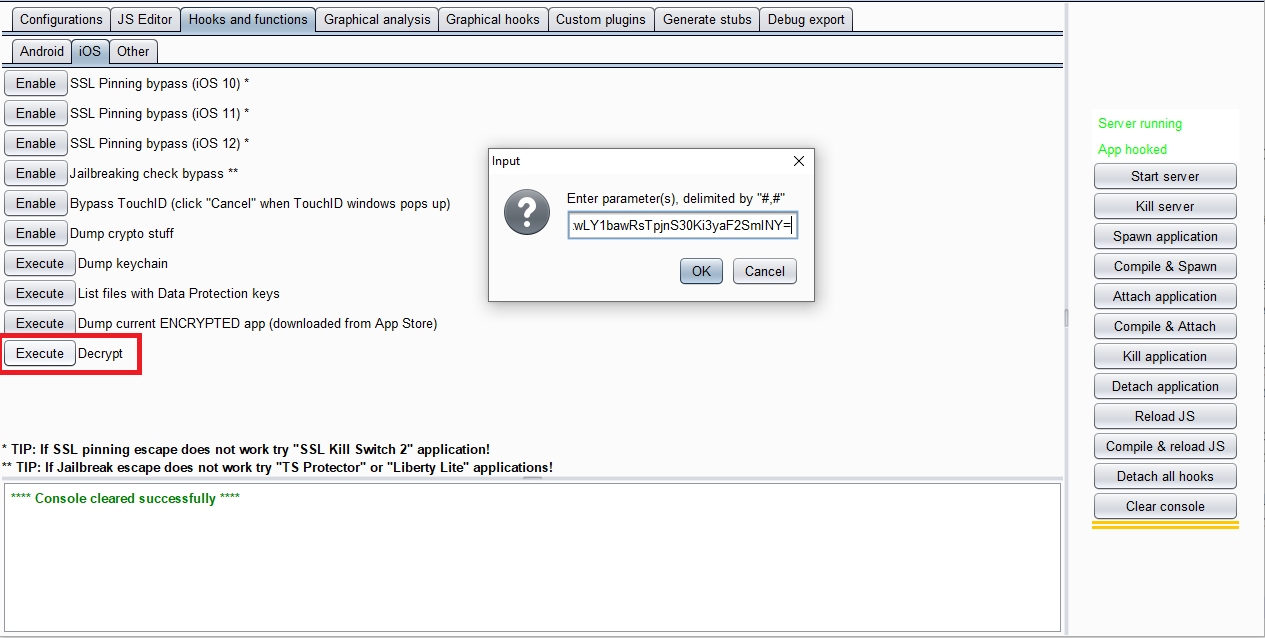 Configurations JS Editor Hooks and functions Graphical analysis Graphical hooks Custom plugins Generate stubs Debug export
Android iOS Other
Enable SSL Pinning bypass (iOS 10) *
Enable SSL Pinning bypass (iOS 11) *
Enable SSL Pinning bypass (iOS 12) *
Enable Jailbreaking check bypass **
Enable Bypass TouchID (click "Cancel" when TouchID windows pops up)
Enable Dump crypto stuff
Execute Dump keychain
Execute List files with Data Protection keys
Execute Dump current ENCRYPTED app (downloaded from App Store)
Execute Decrypt
* TIP: If SSL pinning escape does not work try "SSL Kill Switch 2" application!
** TIP: If Jailbreak escape does not work try "TS Protector" or "Liberty Lite" applications!
**** Console cleared successfully ****
Input
Enter parameter(s), delimited by "#,#"
wLY1bawRsTpjnS30Ki3yaF2SmINY=
OK Cancel
Server running
App hooked
Start server
Kill server
Spawn application
Compile & Spawn
Attach application
Compile & Attach
Kill application
Detach application
Reload JS
Compile & reload JS
Detach all hooks
Clear console